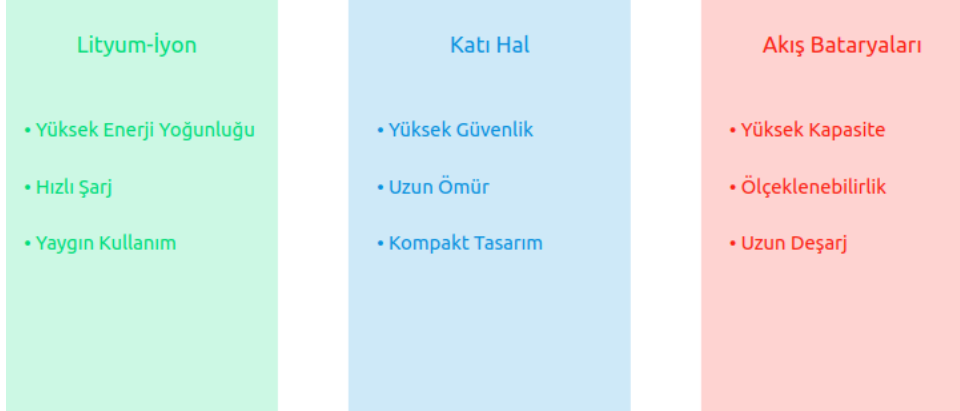 Lityum-İyon
• Yüksek Enerji Yoğunluğu
• Hızlı Şarj
• Yaygın Kullanım
Katı Hal
• Yüksek Güvenlik
• Uzun Ömür
• Kompakt Tasarım
Akış Bataryaları
• Yüksek Kapasite
• Ölçeklenebilirlik
• Uzun Deşarj